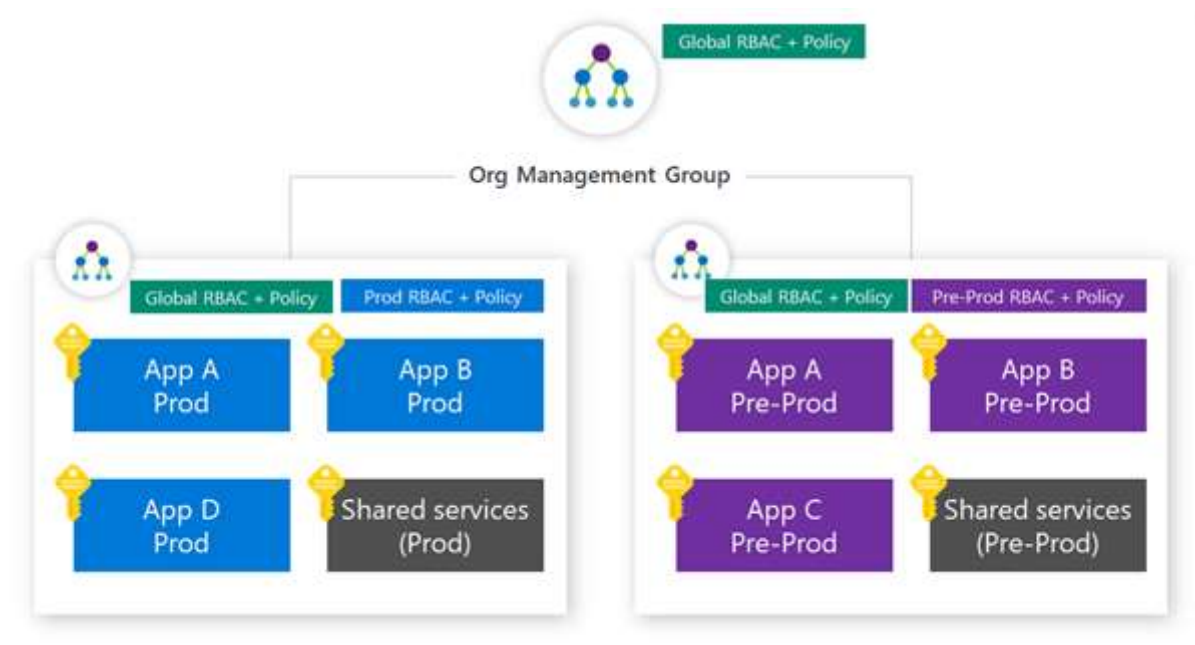 Global RBAC + Policy
Org Management Group
Global RBAC + Policy
Prod RBAC + Policy
App A
Prod
App B
Prod
App D
Prod
Shared services
(Prod)
Global RBAC + Policy
Pre-Prod RBAC + Policy
App A
Pre-Prod
App B
Pre-Prod
App C
Pre-Prod
Shared services
(Pre-Prod)